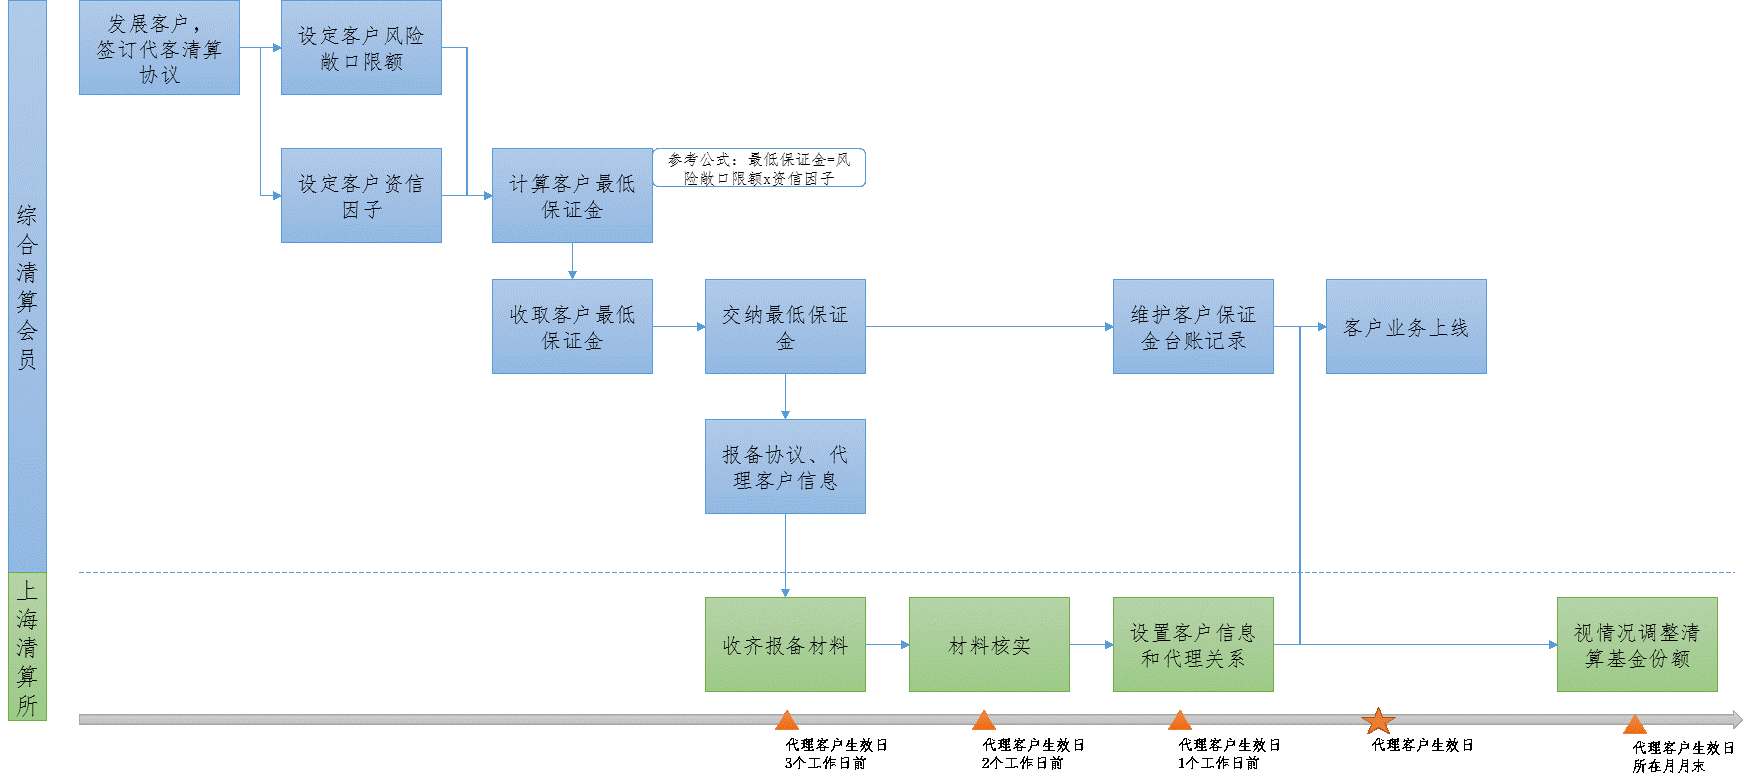 综合清算会员
上海清算所
发展客户，
签订代客清算
协议
设定客户风险
敞口限额
设定客户资信
因子
计算客户最低
保证金
参考公式：最低保证金=风
险敞口限额x资信因子
收取客户最低
保证金
交纳最低保证
金
维护客户保证
金台账记录
客户业务上线
报备协议、代
理客户信息
收齐报备材料
材料核实
设置客户信息
和代理关系
视情况调整清
算基金份额
代理客户生效日
3个工作日前
代理客户生效日
2个工作日前
代理客户生效日
1个工作日前
代理客户生效日
代理客户生效日
所在月月末